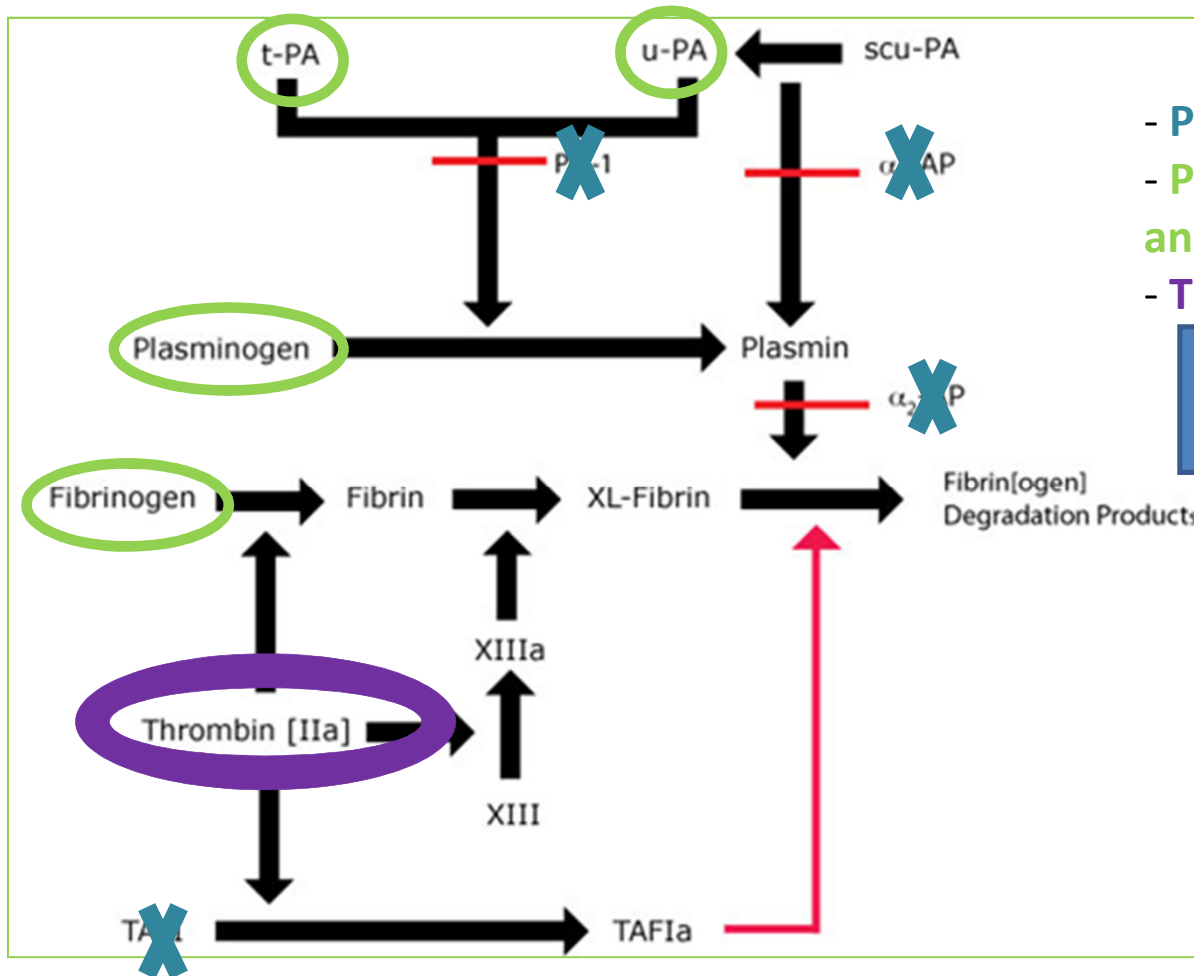 t-PA
u-PA
scu-PA
- P
- P
an
- T
Plasminogen
Plasmin
Fibrinogen
Fibrin
XL-Fibrin
Fibrin[ogen]
Degradation Products
XIIIa
Thrombin [IIa]
XIII
TAFIa